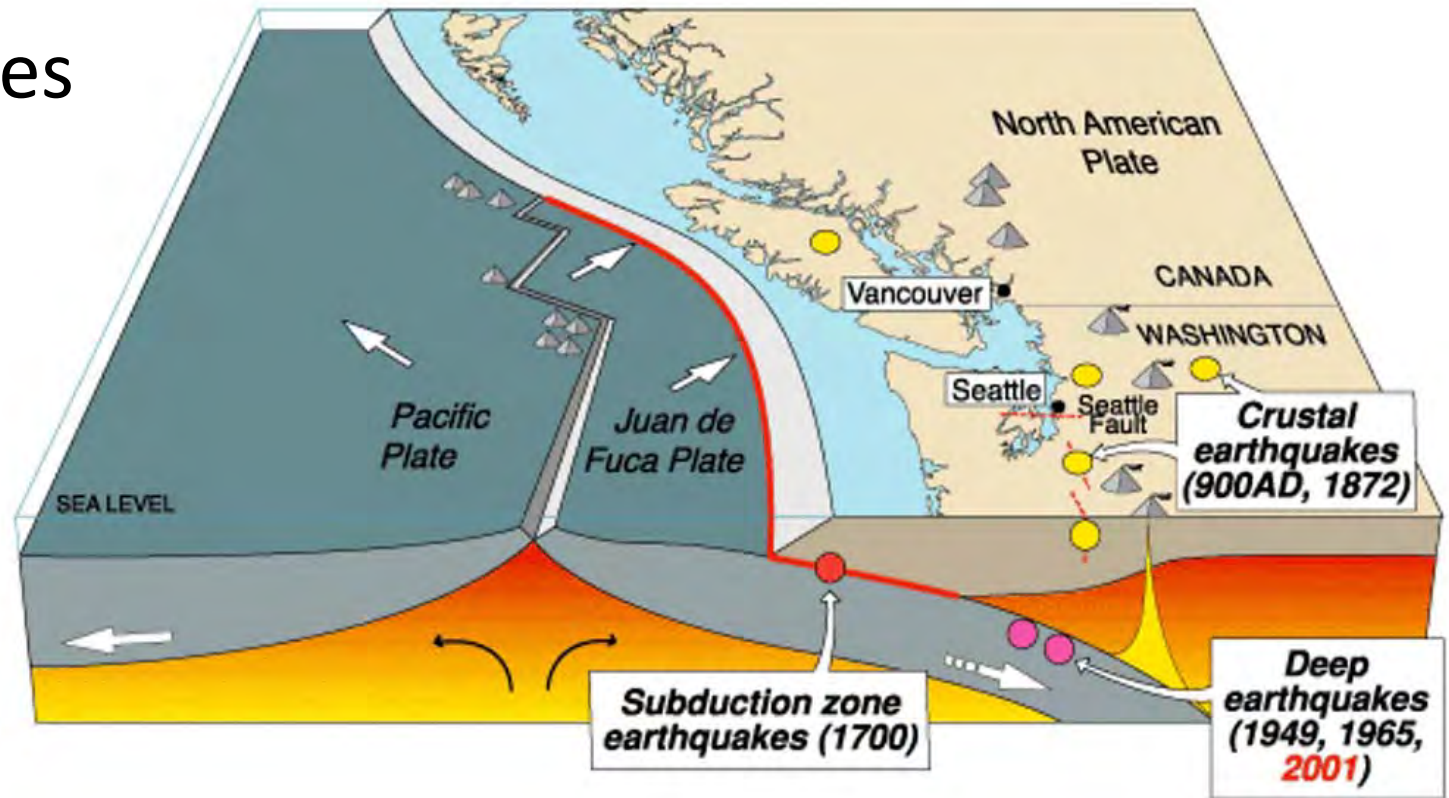 es
North American
Plate
CANADA
Vancouver
WASHINGTON
Seattle
Seattle
Fault
Pacific
Plate
Juan de
Fuca Plate
Crustal
earthquakes
(900AD, 1872)
SEA LEVEL
Subduction zone
earthquakes (1700)
Deep
earthquakes
(1949, 1965,
2001)